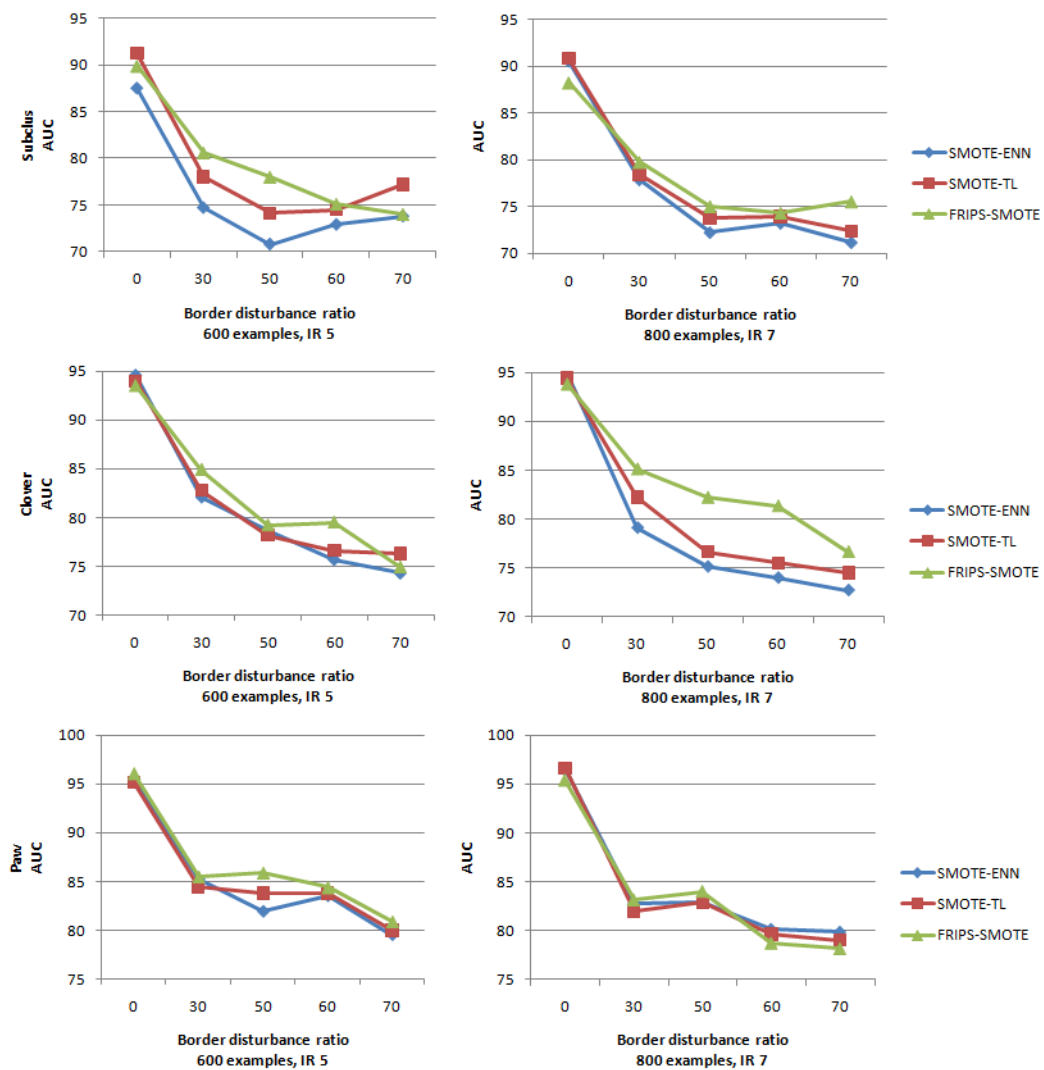 95
90
85
80
75
70
Subclus
AUC
0 30 50 60 70
Border disturbance ratio
600 examples, IR 5
95
90
85
80
75
70
AUC
0 30 50 60 70
Border disturbance ratio
800 examples, IR 7
SMOTE-ENN
SMOTE-TL
FRIPS-SMOTE
95
90
85
80
75
70
Clover
AUC
0 30 50 60 70
Border disturbance ratio
600 examples, IR 5
95
90
85
80
75
70
AUC
0 30 50 60 70
Border disturbance ratio
800 examples, IR 7
SMOTE-ENN
SMOTE-TL
FRIPS-SMOTE
100
95
90
85
80
75
Paw
AUC
0 30 50 60 70
Border disturbance ratio
600 examples, IR 5
100
95
90
85
80
75
AUC
0 30 50 60 70
Border disturbance ratio
800 examples, IR 7
SMOTE-ENN
SMOTE-TL
FRIPS-SMOTE